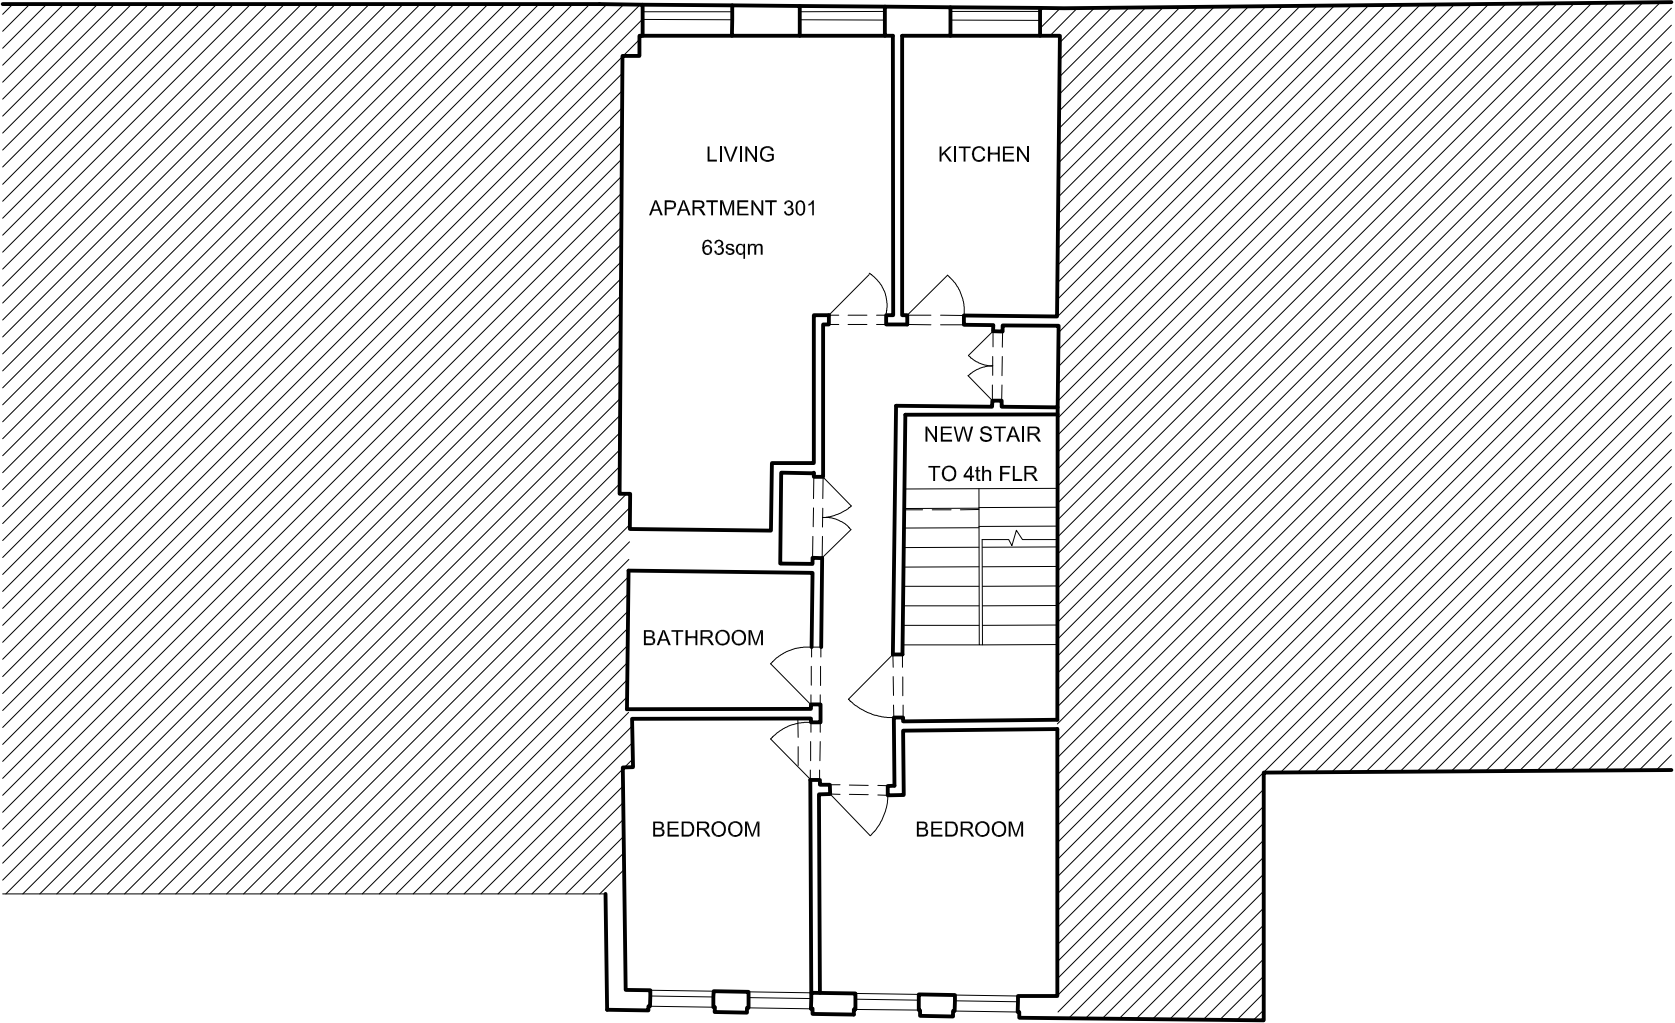 LIVING
KITCHEN
APARTMENT 301
63sqm
NEW STAIR
TO 4th FLR
BATHROOM
BEDROOM
BEDROOM